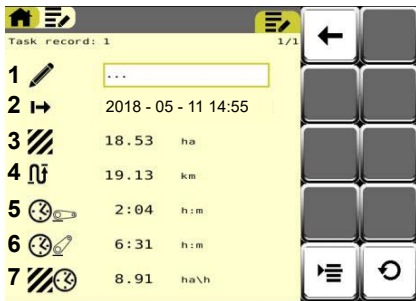 Task record: 1 1/1
1 ...
2 2018 - 05 - 11 14:55
3 18.53 ha
4 19.13 km
5 2:04 h:m
6 6:31 h:m
7 8.91 ha\h